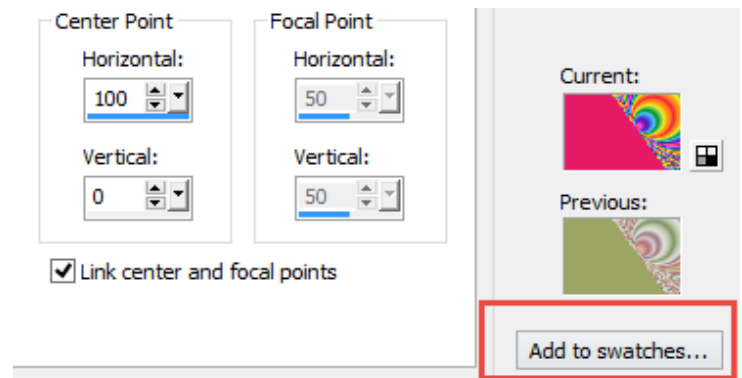 Center Point
Horizontal:
100
Vertical:
0
Focal Point
Horizontal:
50
Vertical:
50
Link center and focal points
Current:
Previous:
Add to swatches...